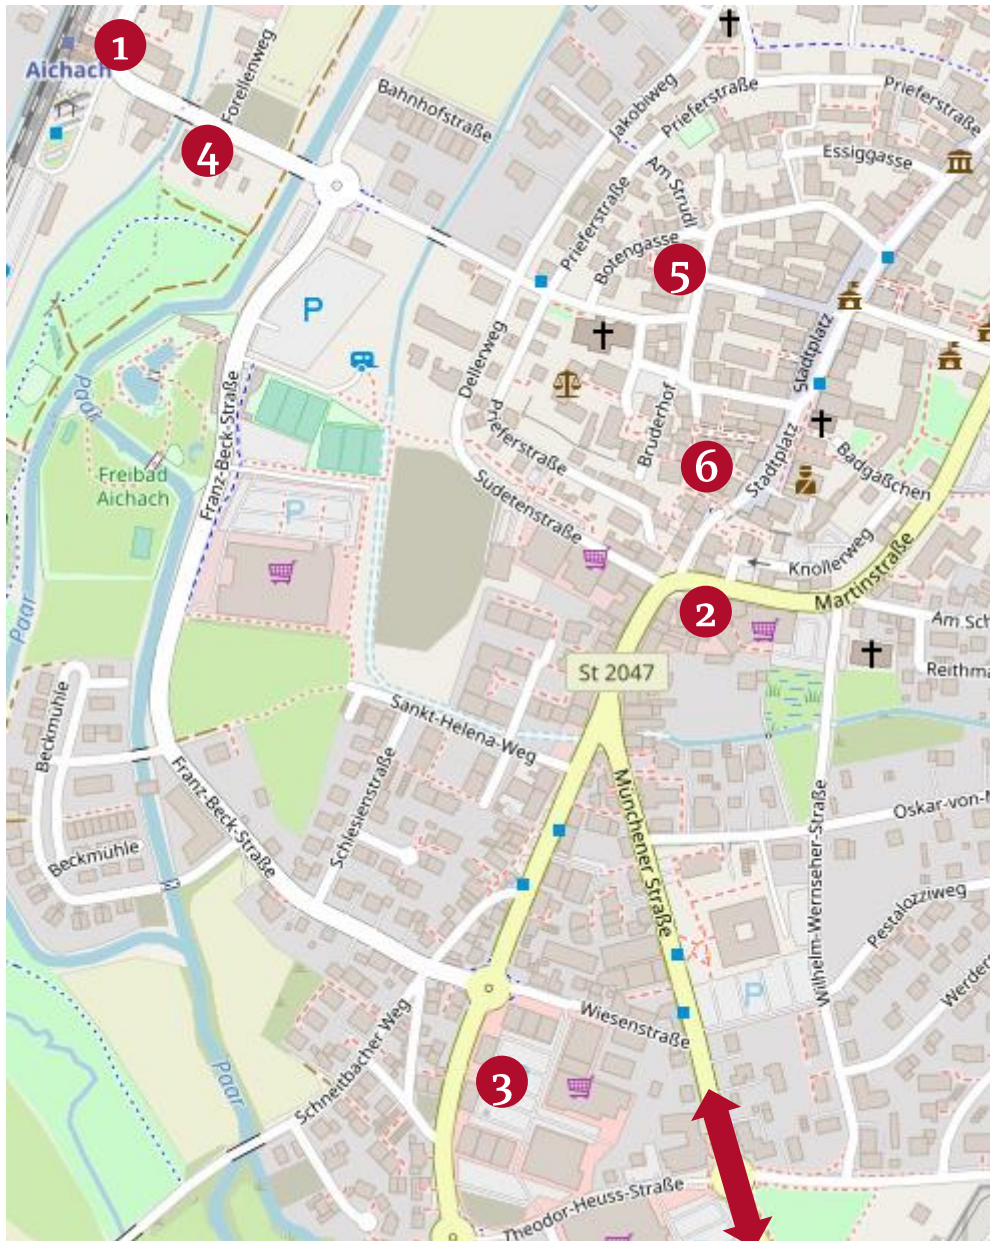 1
Aichach
Forellenweg
4
Bahnhofstraße
Jakobiweg
Prieferstraße
Prieferstraße
Essiggasse
Am Strudl
Prieferstraße
Botengasse
5
P
Dellerweg
Stadtplatz
Paar
Franz-Beck-Straße
Freibad
Aichach
Prieferstraße
Bruderhof
6
Stadtplatz
Badgäßchen
Sudetenstraße
P
Knollerweg
Martinstraße
2
Paar
Am Sch
Reithma
St 2047
Beckmühle
Sankt-Helena-Weg
Franz-Beck-Straße
Schlesienstraße
Münchener Straße
Wilhelm-Wernseher-Straße
Oskar-von-M
Beckmühle
Pestalozziweg
Werders
P
Wiesenstraße
Schneitbacher Weg
3
Paar
Theodor-Heuss-Straße